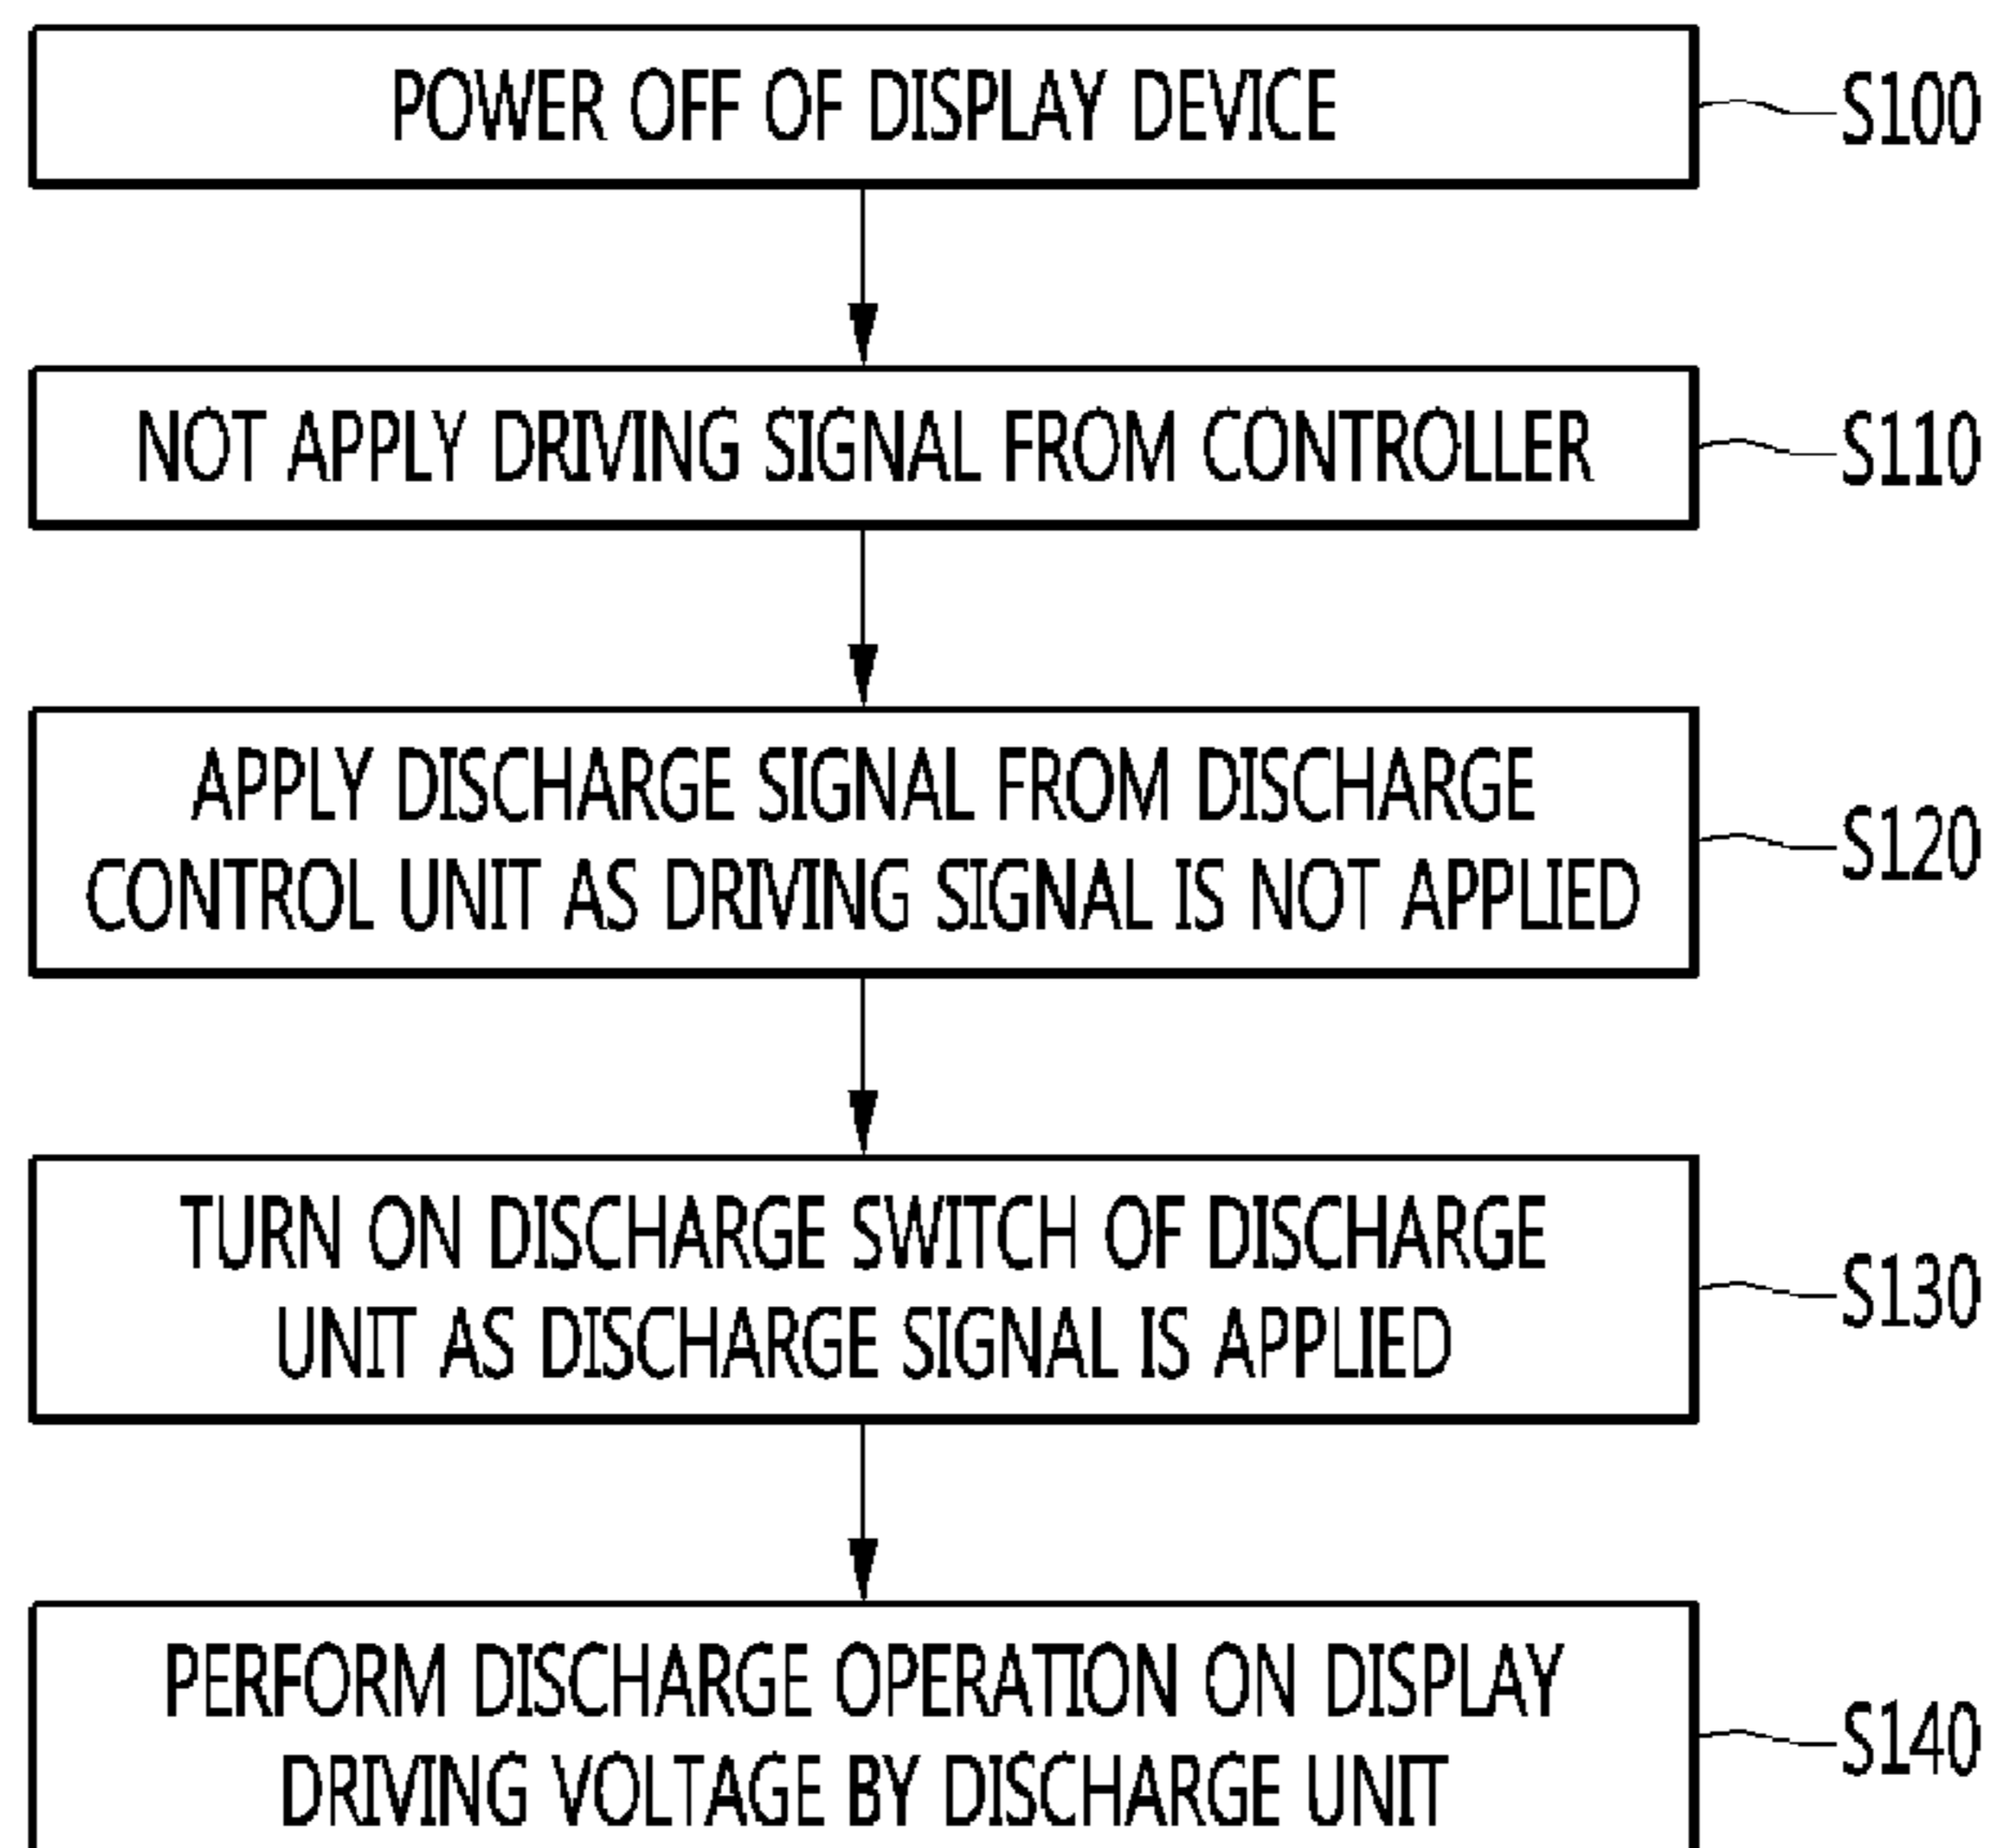 POWER OFF OF DISPLAY DEVICE
S100
NOT APPLY DRIVING SIGNAL FROM CONTROLLER
S110
APPLY DISCHARGE SIGNAL FROM DISCHARGE
CONTROL UNIT AS DRIVING SIGNAL IS NOT APPLIED
S120
TURN ON DISCHARGE SWITCH OF DISCHARGE
UNIT AS DISCHARGE SIGNAL IS APPLIED
S130
PERFORM DISCHARGE OPERATION ON DISPLAY
DRIVING VOLTAGE BY DISCHARGE UNIT
S140